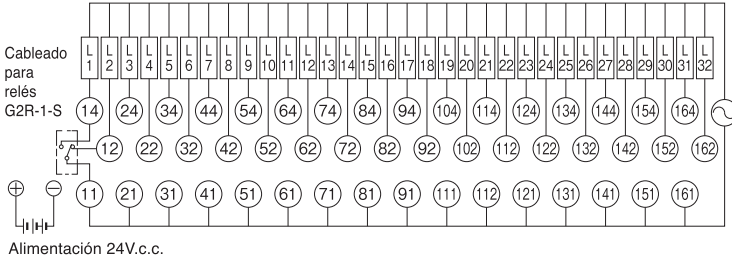 L 1 L 2 L 3 L 4 L 5 L 6 L 7 L 8 L 9 L 10 L 11 L 12 L 13 L 14 L 15 L 16 L 17 L 18 L 19 L 20 L 21 L 22 L 23 L 24 L 25 L 26 L 27 L 28 L 29 L 30 L 31 L 32
Cableado
para
relés
G2R-1-S
14 24 34 44 54 64 74 84 94 104 114 124 134 144 154 164
12 22 32 42 52 62 72 82 92 102 112 122 132 142 152 162
11 21 31 41 51 61 71 81 91 111 112 121 131 141 151 161
+ −
Alimentación 24V.c.c.